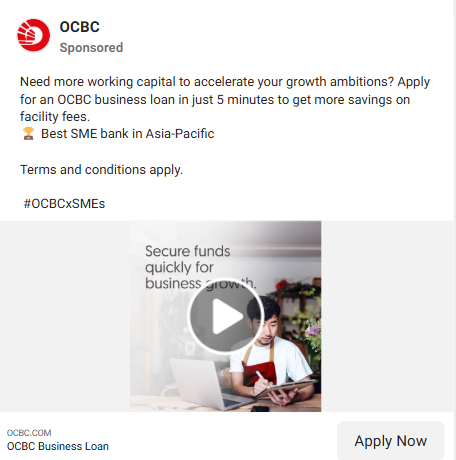 OCBC
Sponsored
Need more working capital to accelerate your growth ambitions? Apply
for an OCBC business loan in just 5 minutes to get more savings on
facility fees.
🏆 Best SME bank in Asia-Pacific
Terms and conditions apply.
#OCBCxSMEs
Secure funds
quickly for
business growth.
OCBC.COM
OCBC Business Loan
Apply Now